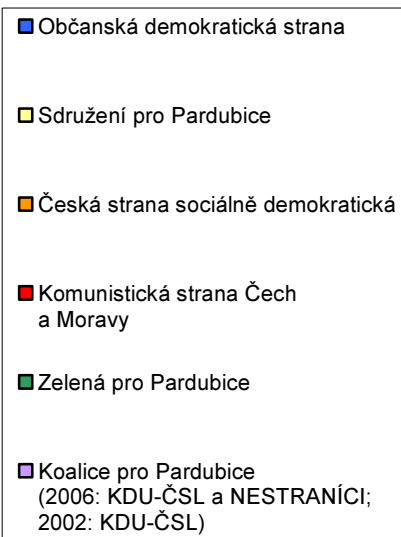 Občanská demokratická strana
Sdružení pro Pardubice
Česká strana sociálně demokratická
Komunistická strana Čech
a Moravy
Zelená pro Pardubice
Koalice pro Pardubice
(2006: KDU-ČSL a NESTRANÍCI;
2002: KDU-ČSL)